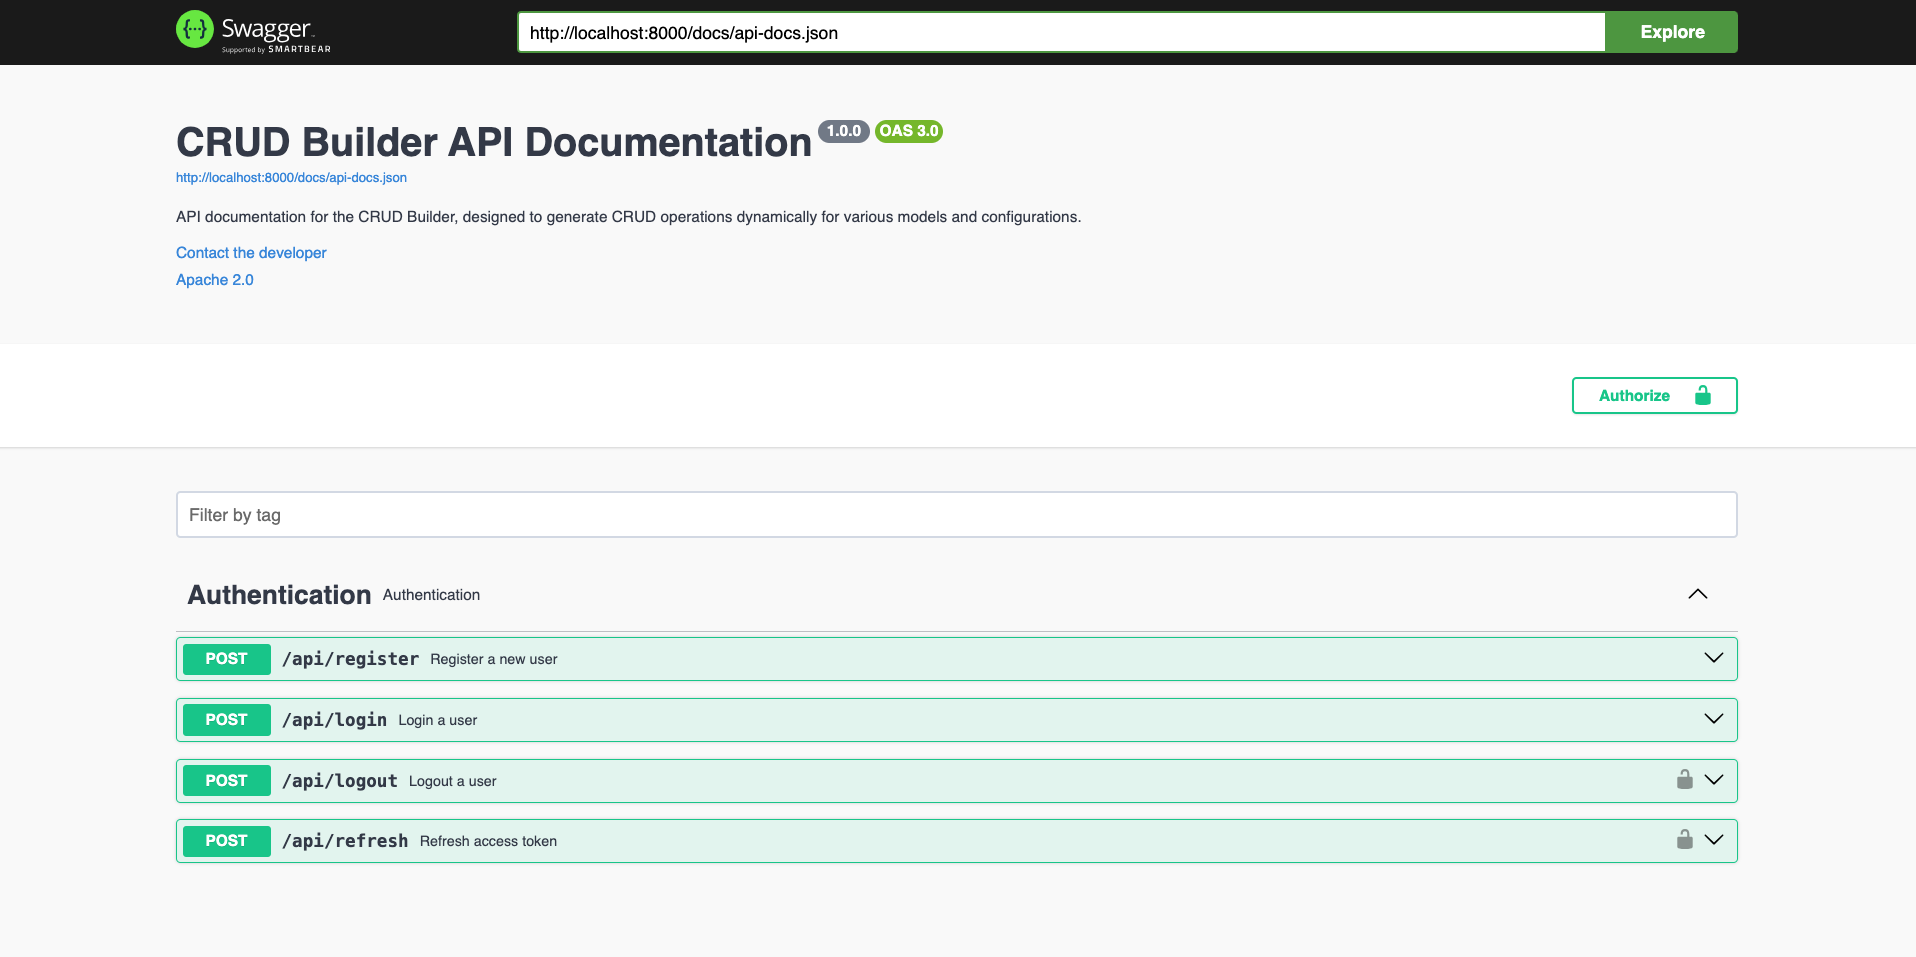 {···} Swagger
Supported by SMARTBEAR
http://localhost:8000/docs/api-docs.json
Explore
CRUD Builder API Documentation 1.0.0 OAS 3.0
http://localhost:8000/docs/api-docs.json
API documentation for the CRUD Builder, designed to generate CRUD operations dynamically for various models and configurations.
Contact the developer
Apache 2.0
Authorize
Filter by tag
Authentication Authentication
POST /api/register Register a new user
POST /api/login Login a user
POST /api/logout Logout a user
POST /api/refresh Refresh access token